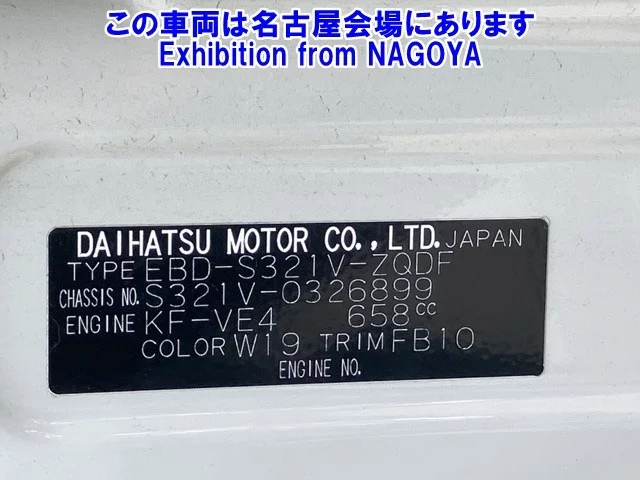 この車両は名古屋会場にあります
Exhibition from NAGOYA
DAIHATSU MOTOR CO., LTD. JAPAN
TYPE EBD-S321V-ZQDF
CHASSIS NO. S321V-0326899
ENGINE KF-VE4 658cc
COLOR W19 TRIM FB10
ENGINE NO.